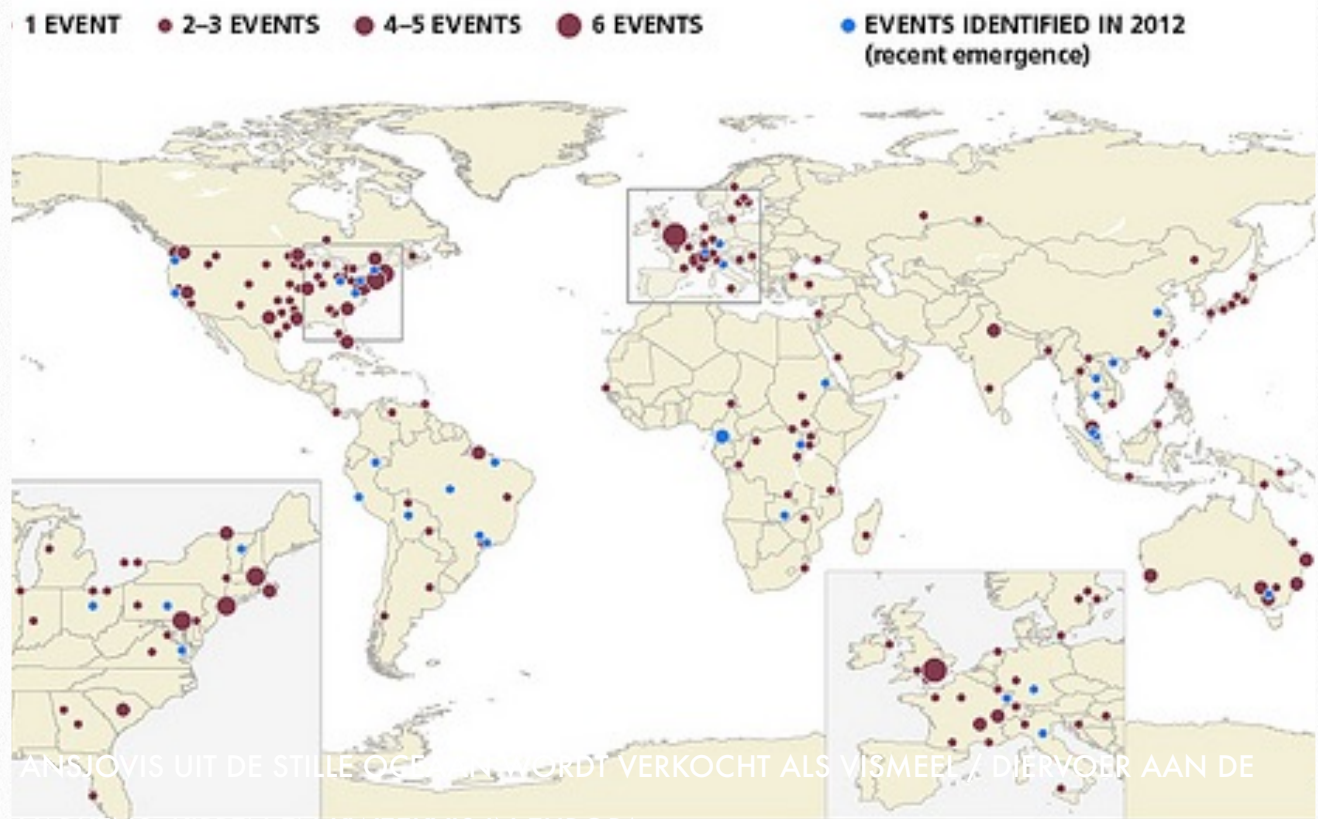 1 EVENT 2–3 EVENTS 4–5 EVENTS 6 EVENTS EVENTS IDENTIFIED IN 2012
(recent emergence)
ANSJOVIS UIT DE STILLE OCEAAN WORDT VERKOCHT ALS VISMEEL / DIERVOER AAN DE